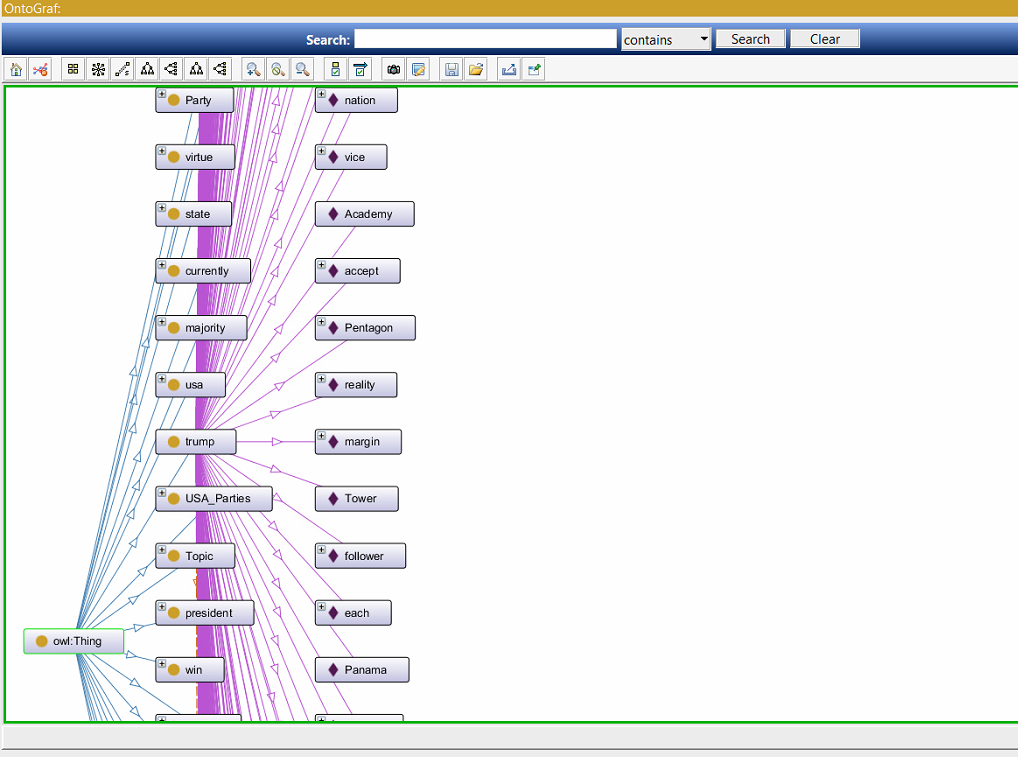 OntoGraf:
Search: contains Search Clear
Party nation
virtue vice
state Academy
currently accept
majority Pentagon
usa reality
trump margin
USA_Parties Tower
Topic follower
president each
owl:Thing
win Panama